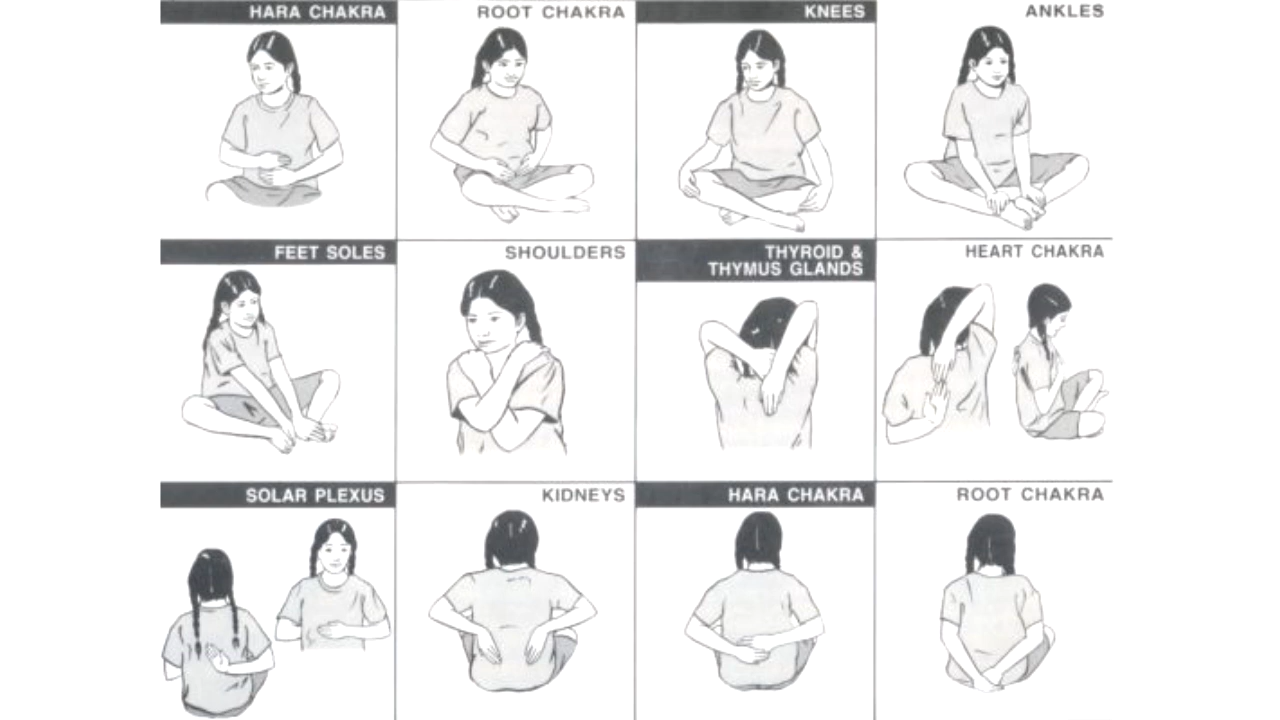 HARA CHAKRA
ROOT CHAKRA
KNEES
ANKLES
FEET SOLES
SHOULDERS
THYROID &
THYMUS GLANDS
HEART CHAKRA
SOLAR PLEXUS
KIDNEYS
HARA CHAKRA
ROOT CHAKRA